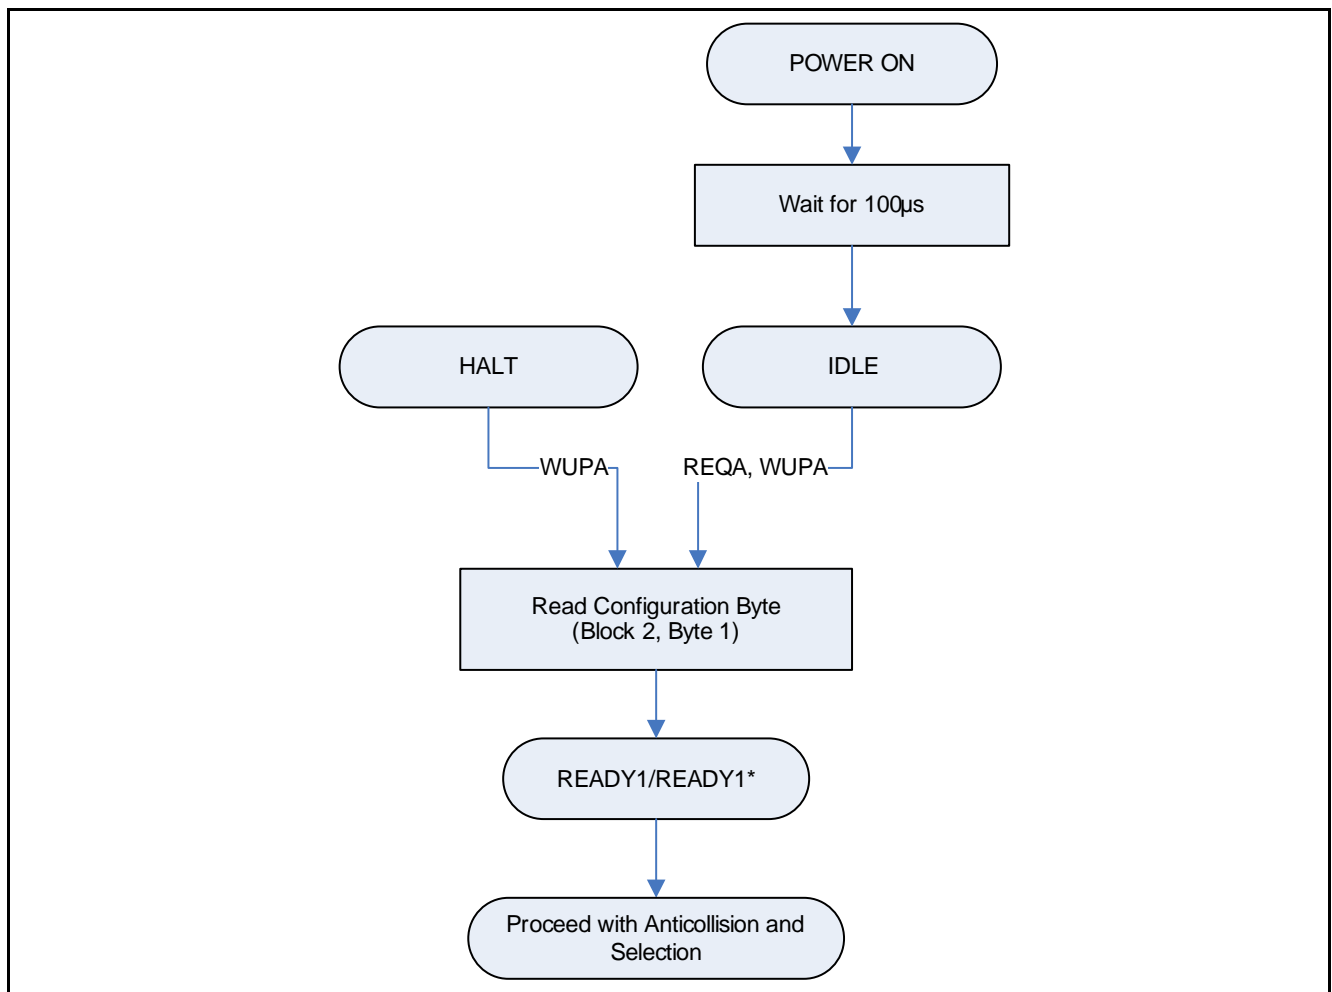 POWER ON
Wait for 100µs
HALT
IDLE
WUPA
REQA, WUPA
Read Configuration Byte
(Block 2, Byte 1)
READY1/READY1*
Proceed with Anticollision and
Selection